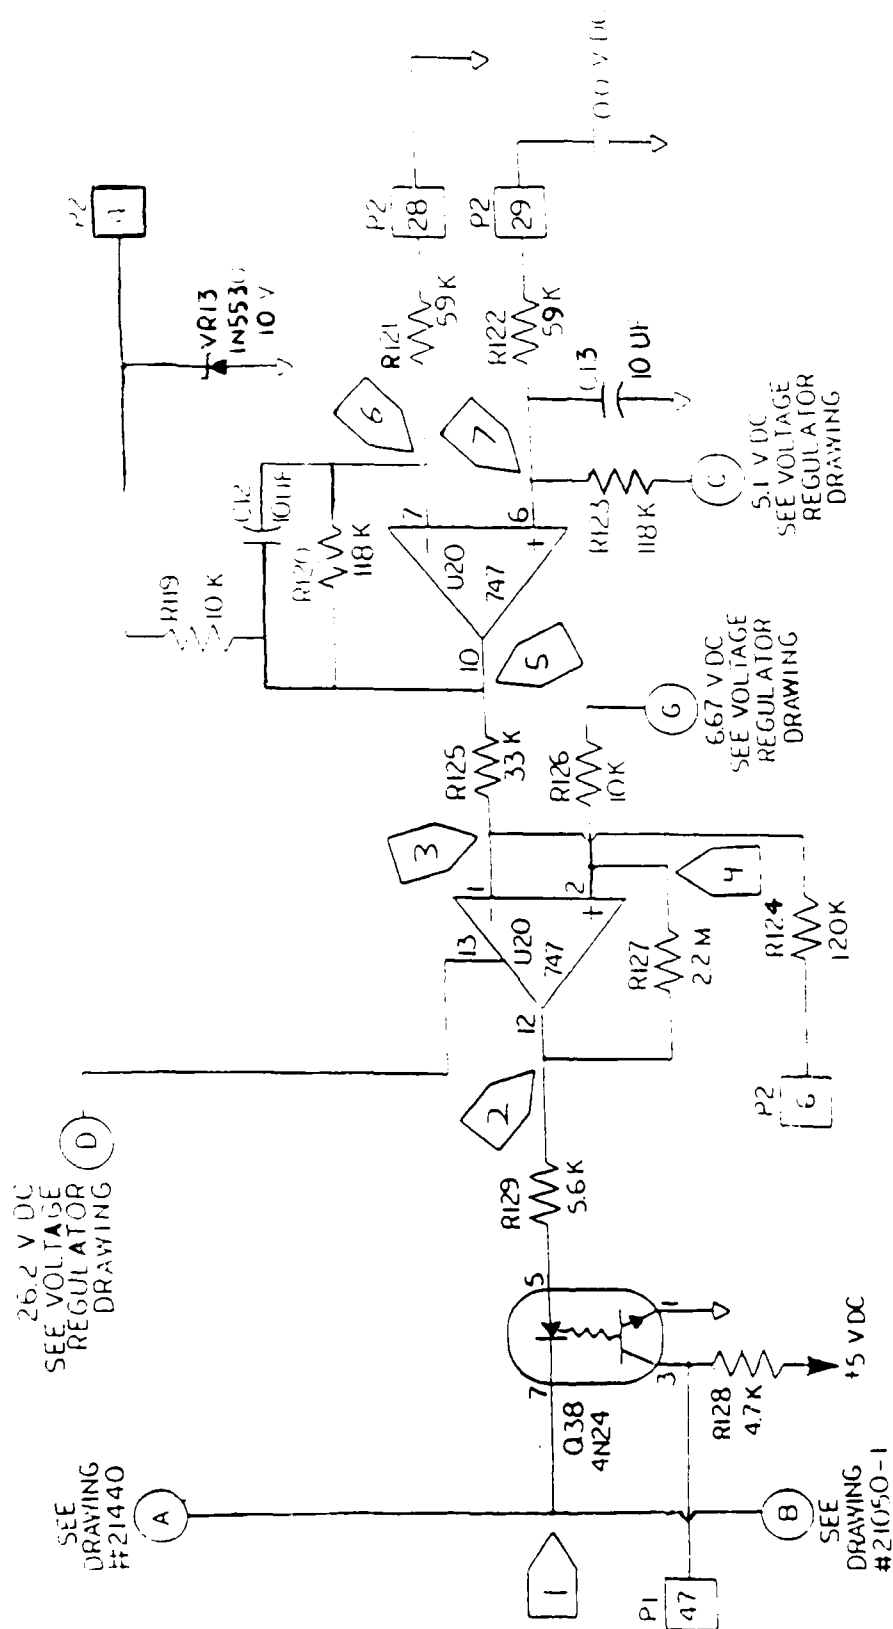 SEE
DRAWING
#21440
A
26.2 V DC
SEE VOLTAGE
REGULATOR
DRAWING
D
P2
VR13
10 V
R119
10K
C12
10UF
R120
118K
6
R121
59K
P2
28
7
U20
747
10
6
+
7
R122
59K
P2
29
C13
10 UF
R123
118K
C
5.1 V DC
SEE VOLTAGE
REGULATOR
DRAWING
5
R125
33K
R126
10K
G
6.67 V DC
SEE VOLTAGE
REGULATOR
DRAWING
3
13
1
U20
747
2
+
12
4
R127
2.2 M
R124
120K
P2
6
2
R129
5.6K
5
7
Q38
4N24
1
3
R128
4.7K
+5 VDC
1
P1
47
B
SEE
DRAWING
#21050-1